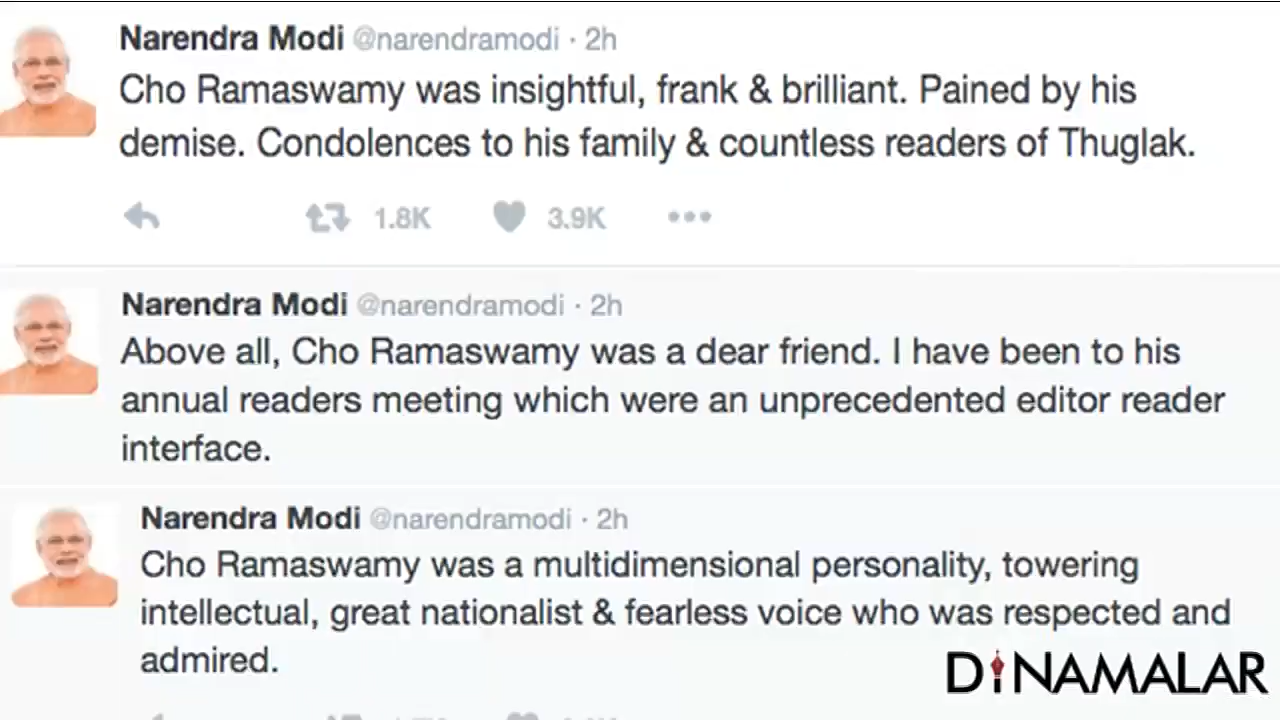 Narendra Modi @narendramodi · 2h
Cho Ramaswamy was insightful, frank & brilliant. Pained by his
demise. Condolences to his family & countless readers of Thuglak.
1.8K 3.9K
Narendra Modi @narendramodi · 2h
Above all, Cho Ramaswamy was a dear friend. I have been to his
annual readers meeting which were an unprecedented editor reader
interface.
Narendra Modi @narendramodi · 2h
Cho Ramaswamy was a multidimensional personality, towering
intellectual, great nationalist & fearless voice who was respected and
admired.
DINAMALAR